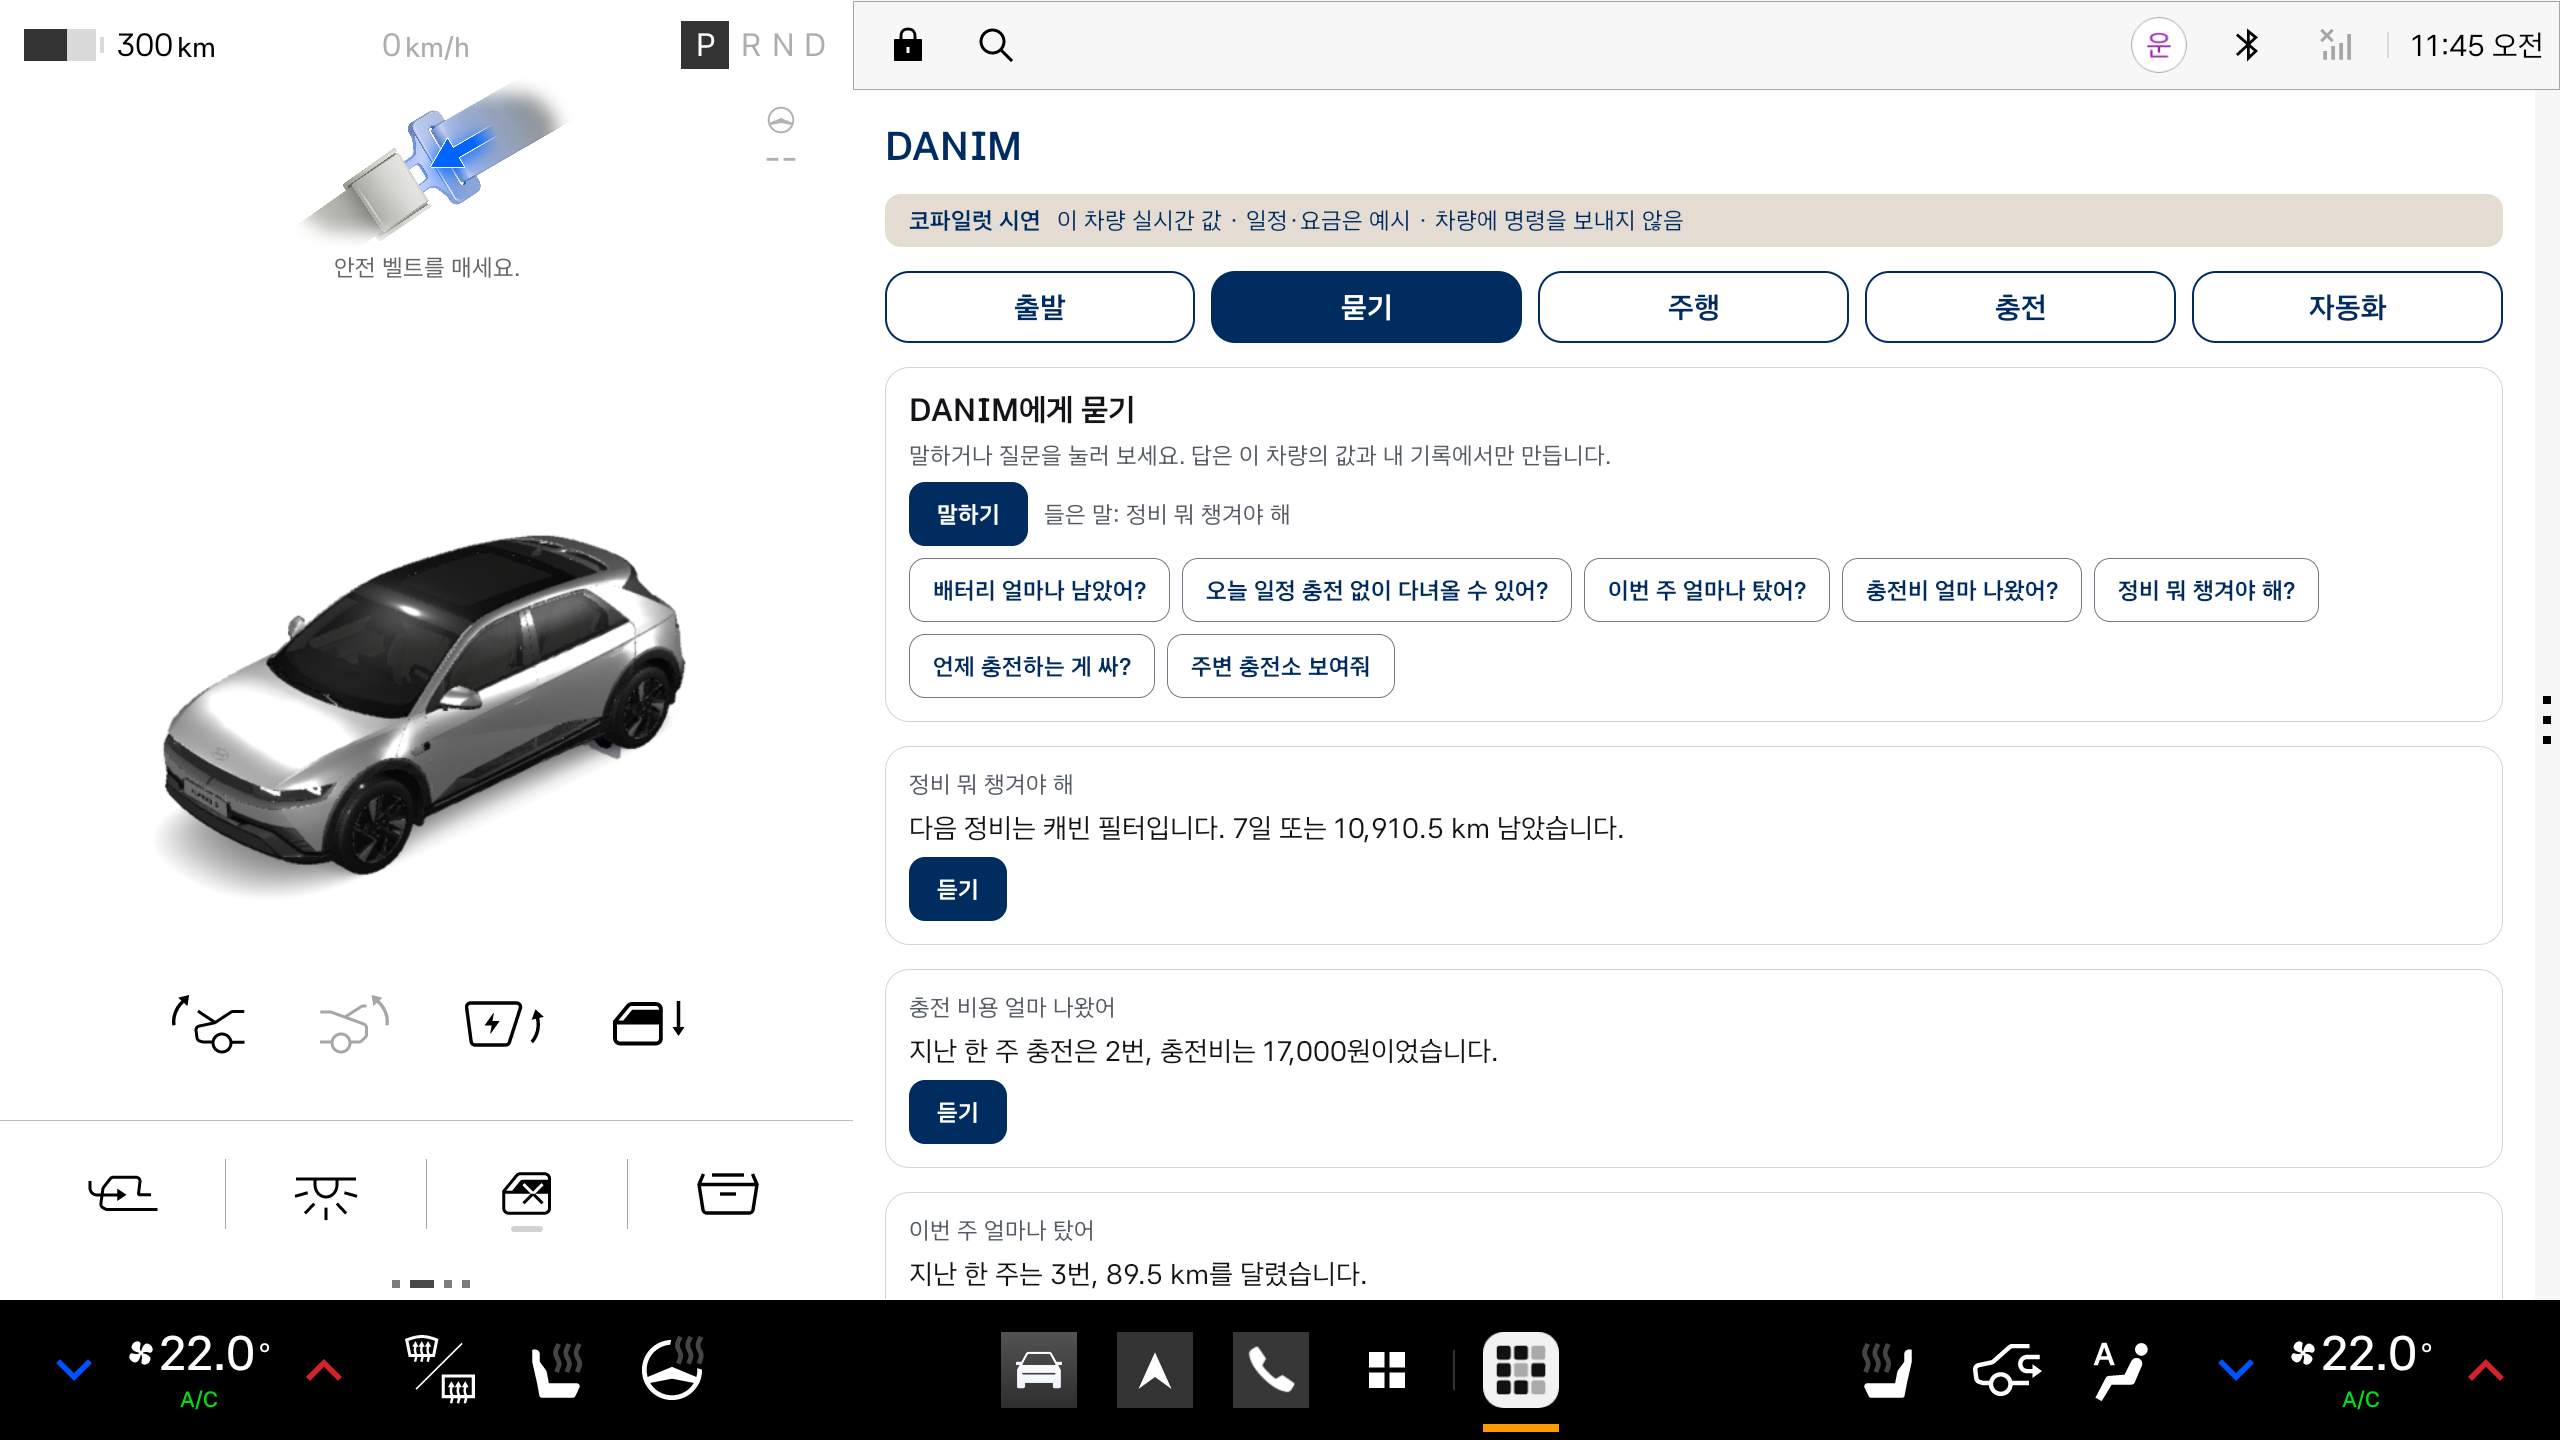 300 km
0 km/h
P R N D
운
11:45 오전
안전 벨트를 매세요.
DANIM
코파일럿 시연 이 차량 실시간 값 · 일정·요금은 예시 · 차량에 명령을 보내지 않음
출발
묻기
주행
충전
자동화
DANIM에게 묻기
말하거나 질문을 눌러 보세요. 답은 이 차량의 값과 내 기록에서만 만듭니다.
말하기 들은 말: 정비 뭐 챙겨야 해
배터리 얼마나 남았어?
오늘 일정 충전 없이 다녀올 수 있어?
이번 주 얼마나 탔어?
충전비 얼마 나왔어?
정비 뭐 챙겨야 해?
언제 충전하는 게 싸?
주변 충전소 보여줘
정비 뭐 챙겨야 해
다음 정비는 캐빈 필터입니다. 7일 또는 10,910.5 km 남았습니다.
듣기
충전 비용 얼마 나왔어
지난 한 주 충전은 2번, 충전비는 17,000원이었습니다.
듣기
이번 주 얼마나 탔어
지난 한 주는 3번, 89.5 km를 달렸습니다.
22.0°
A/C
A
22.0°
A/C